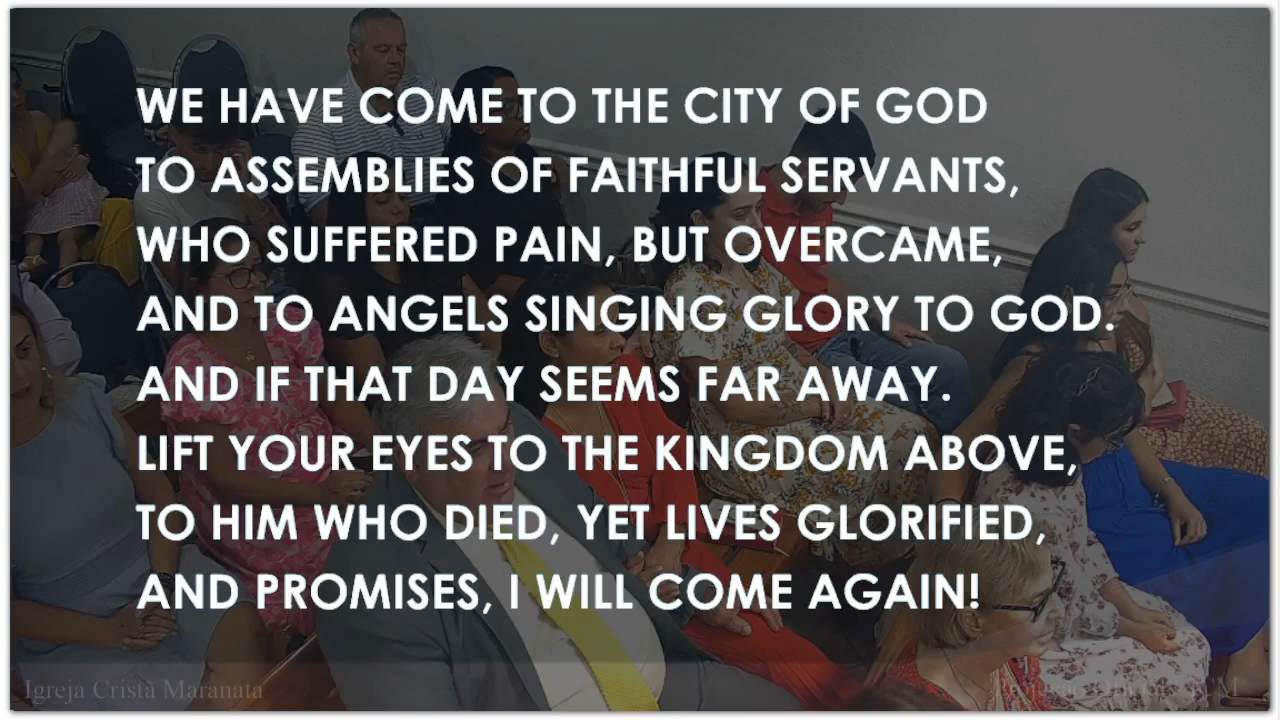 WE HAVE COME TO THE CITY OF GOD
TO ASSEMBLIES OF FAITHFUL SERVANTS,
WHO SUFFERED PAIN, BUT OVERCAME,
AND TO ANGELS SINGING GLORY TO GOD.
AND IF THAT DAY SEEMS FAR AWAY.
LIFT YOUR EYES TO THE KINGDOM ABOVE,
TO HIM WHO DIED, YET LIVES GLORIFIED,
AND PROMISES, I WILL COME AGAIN!
Igreja Cristã Maranata